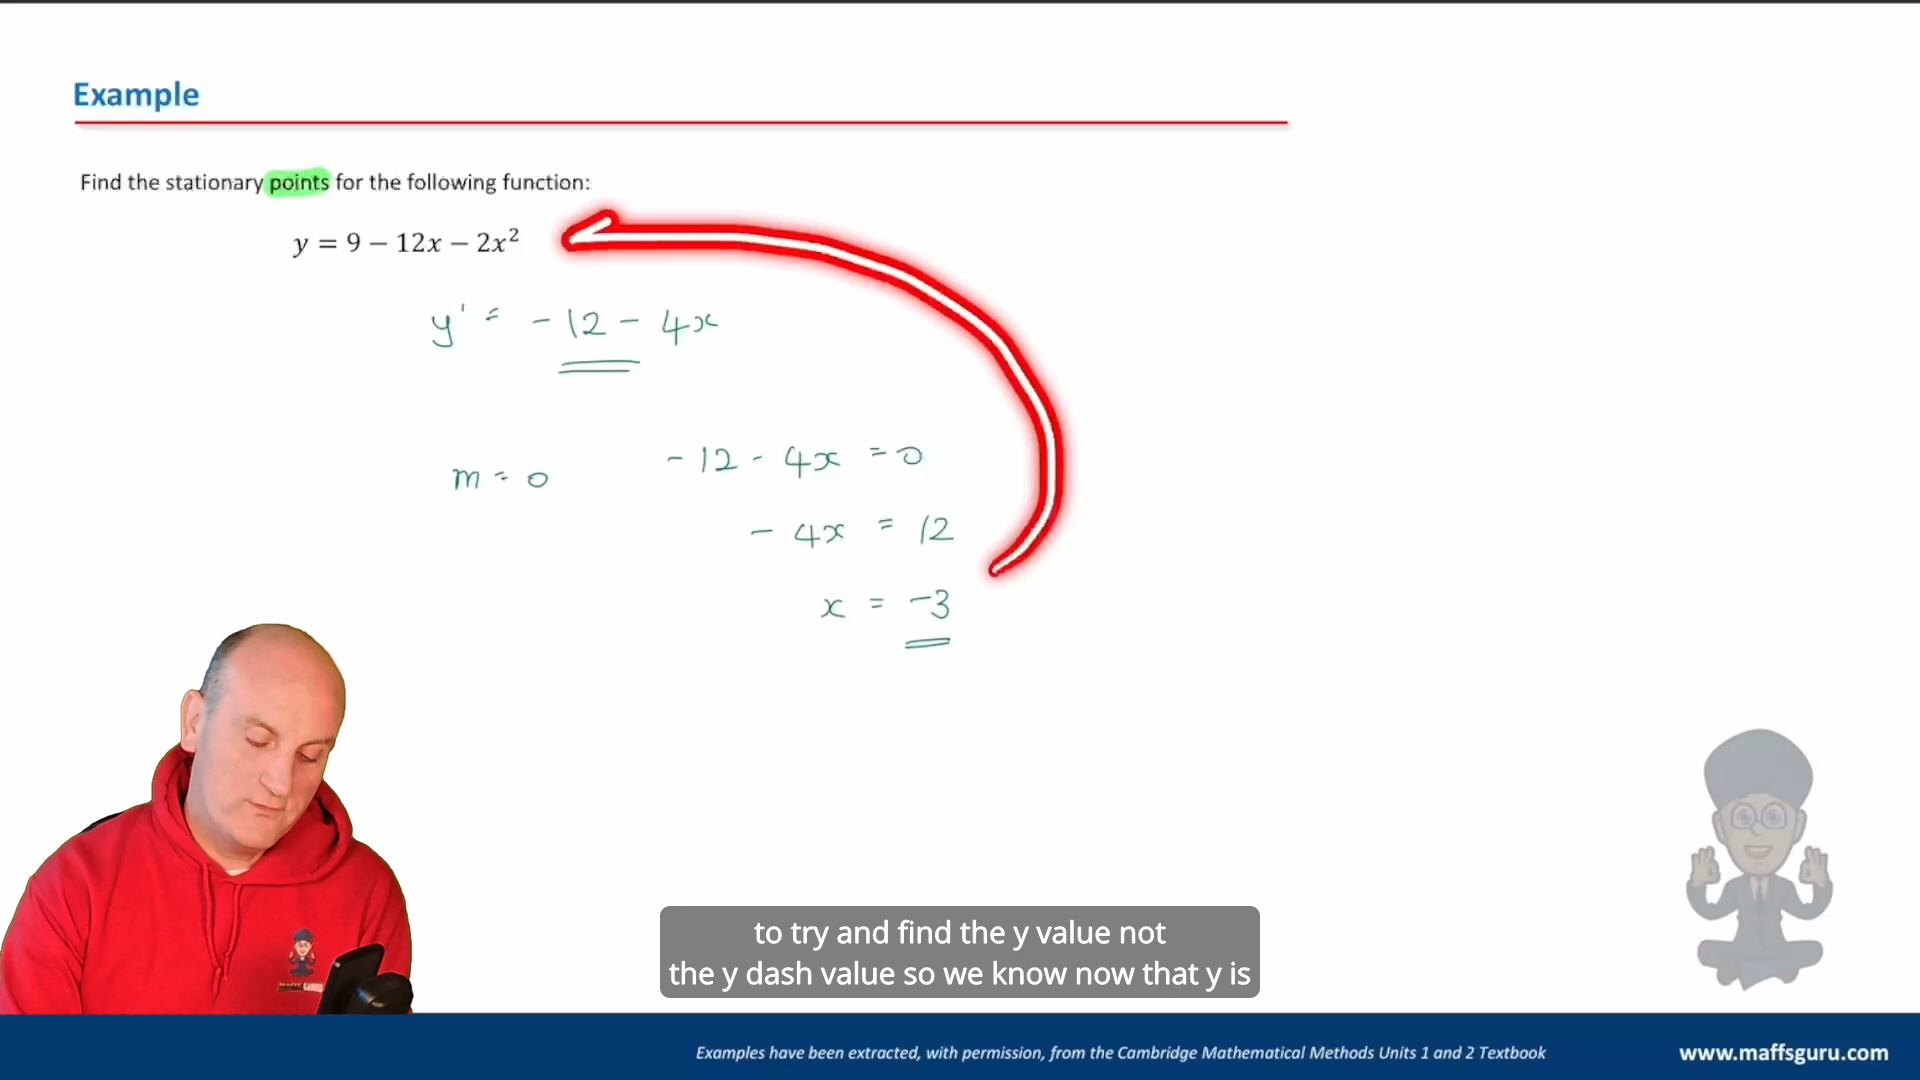 Example
Find the stationary points for the following function:
y = 9 − 12x − 2x²
y' = -12 - 4x
m = 0
-12 - 4x = 0
- 4x = 12
x = -3
to try and find the y value not
the y dash value so we know now that y is
Examples have been extracted, with permission, from the Cambridge Mathematical Methods Units 1 and 2 Textbook
www.maffsguru.com